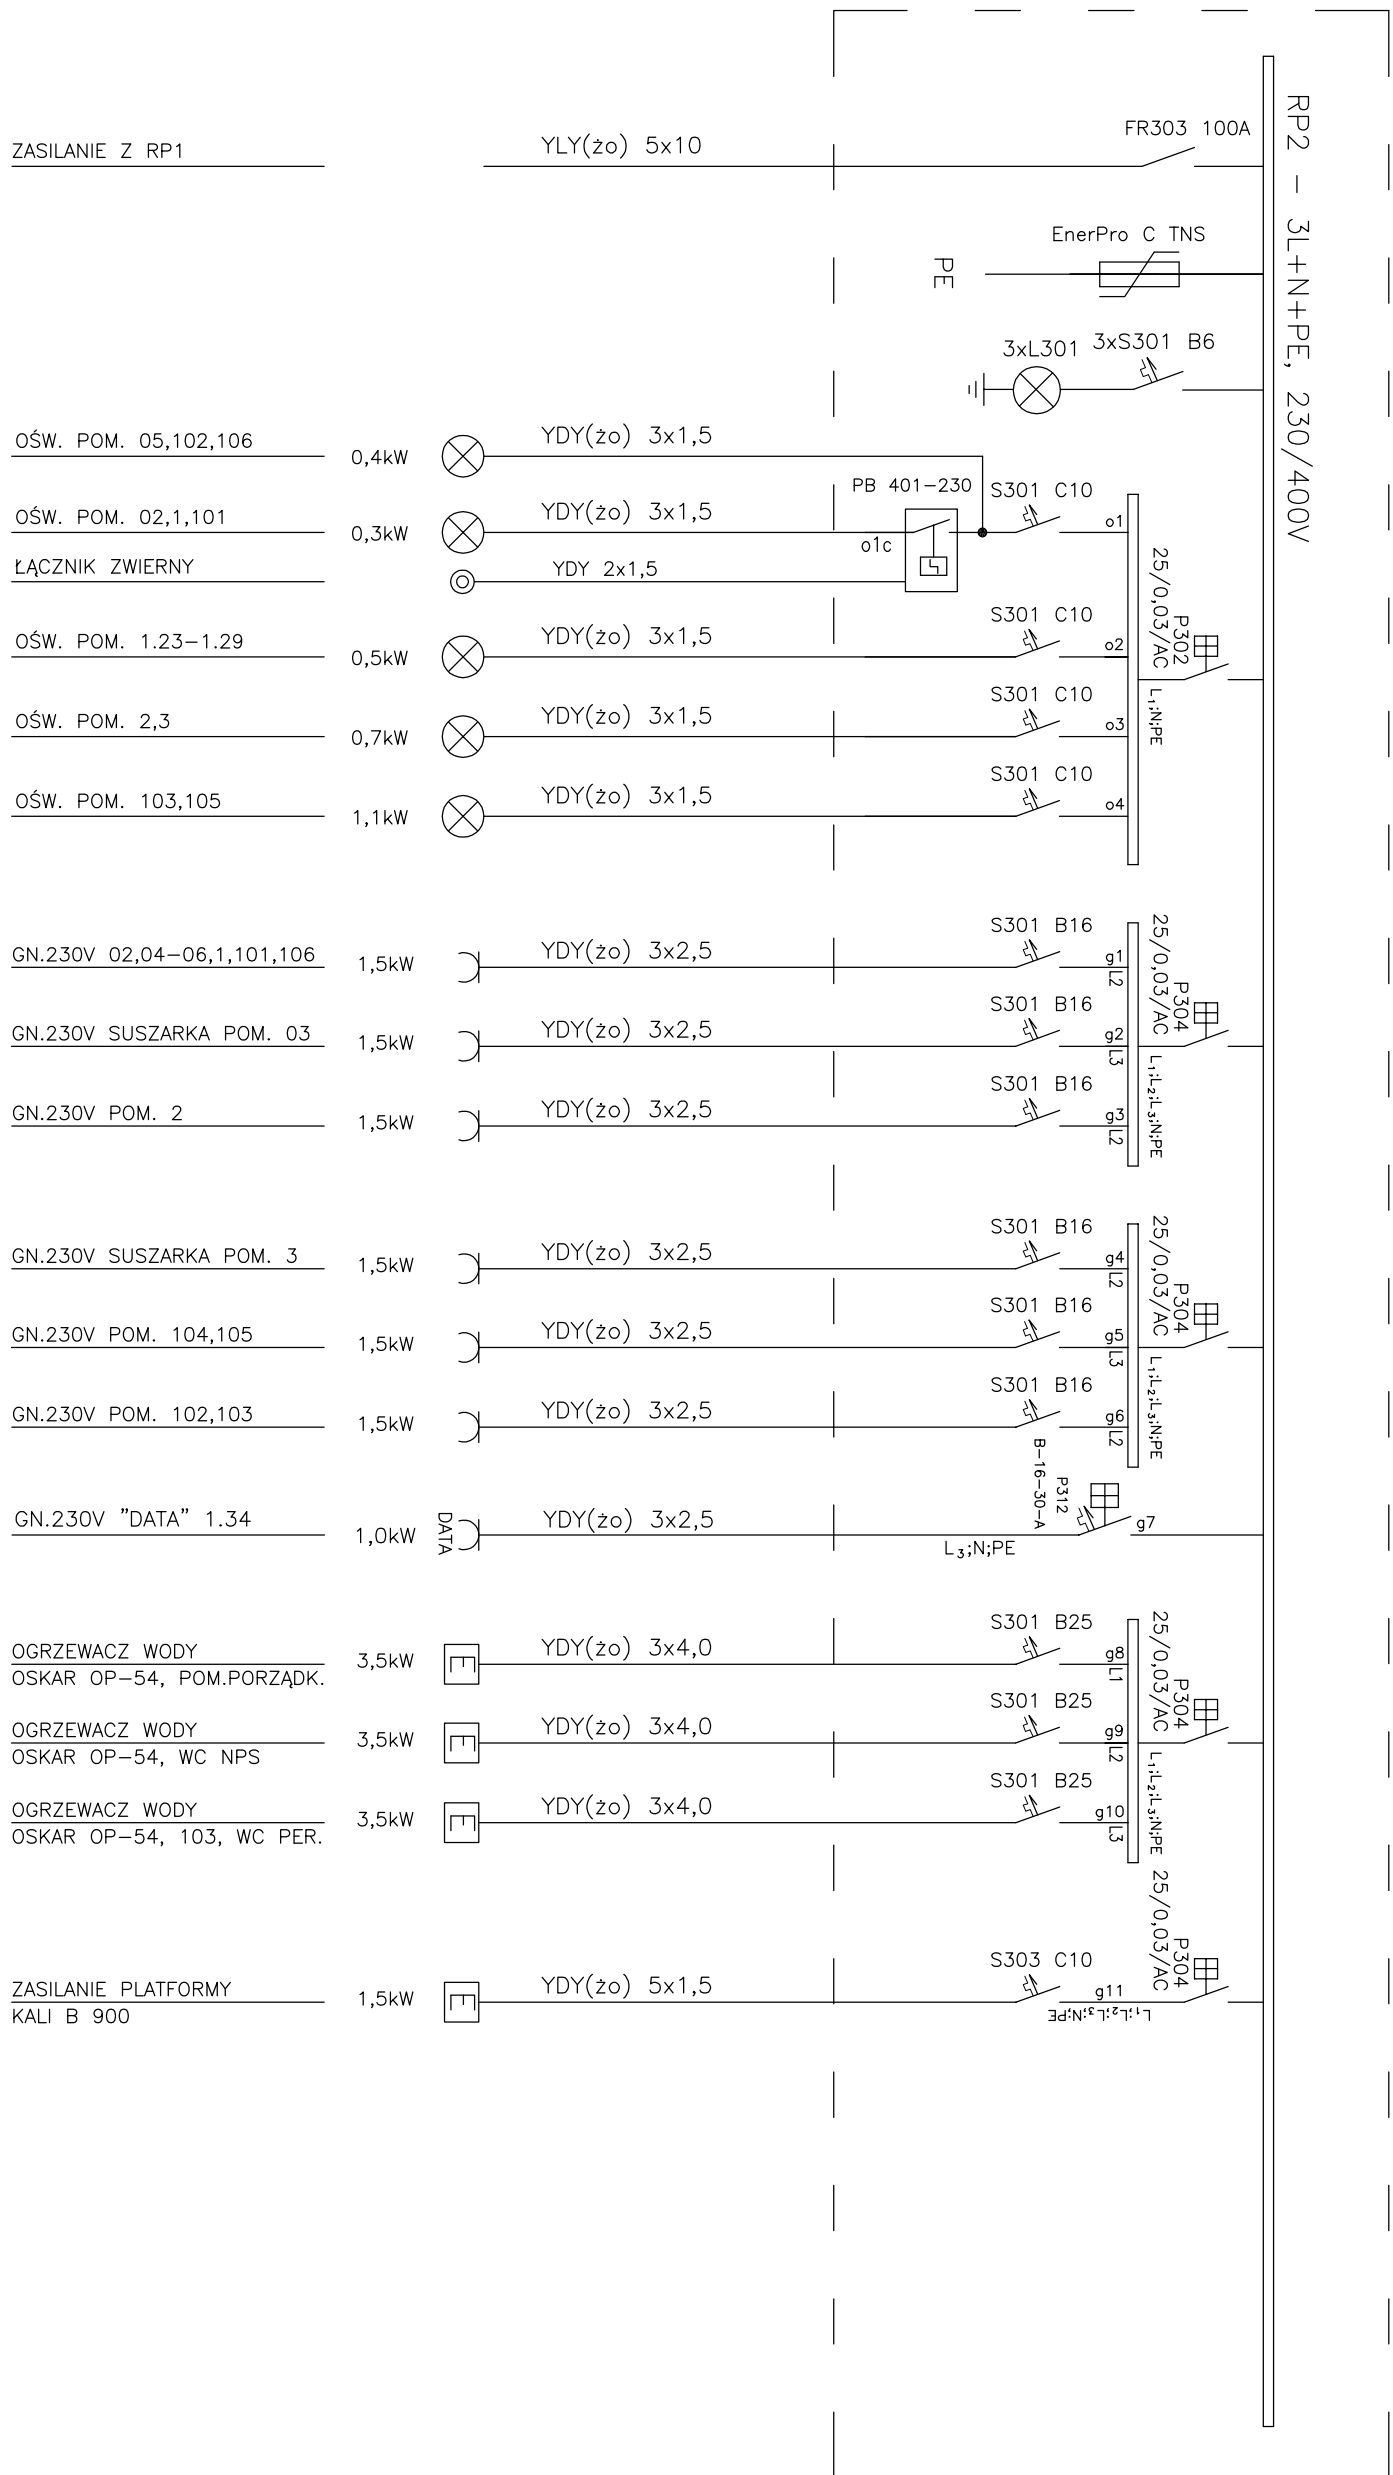 RP2 - 3L+N+PE, 230/400V
FR303 100A
ZASILANIE Z RP1
YLY(żo) 5x10
EnerPro C TNS
PE
3xL301
3xS301 B6
OŚW. POM. 05,102,106
0,4kW
YDY(żo) 3x1,5
PB 401-230
S301 C10
OŚW. POM. 02,1,101
0,3kW
YDY(żo) 3x1,5
o1c
o1
ŁĄCZNIK ZWIERNY
YDY 2x1,5
25/0,03/AC
P302
L₁;N;PE
OŚW. POM. 1.23-1.29
0,5kW
YDY(żo) 3x1,5
S301 C10
o2
OŚW. POM. 2,3
0,7kW
YDY(żo) 3x1,5
S301 C10
o3
OŚW. POM. 103,105
1,1kW
YDY(żo) 3x1,5
S301 C10
o4
GN.230V 02,04-06,1,101,106
1,5kW
YDY(żo) 3x2,5
S301 B16
g1
L2
25/0,03/AC
P304
L₁;L₂;L₃;N;PE
GN.230V SUSZARKA POM. 03
1,5kW
YDY(żo) 3x2,5
S301 B16
g2
L3
GN.230V POM. 2
1,5kW
YDY(żo) 3x2,5
S301 B16
g3
L2
GN.230V SUSZARKA POM. 3
1,5kW
YDY(żo) 3x2,5
S301 B16
g4
L2
25/0,03/AC
P304
L₁;L₂;L₃;N;PE
GN.230V POM. 104,105
1,5kW
YDY(żo) 3x2,5
S301 B16
g5
L3
GN.230V POM. 102,103
1,5kW
YDY(żo) 3x2,5
S301 B16
g6
L2
GN.230V "DATA" 1.34
1,0kW
DATA
YDY(żo) 3x2,5
L₃;N;PE
P312
B-16-30-A
g7
OGRZEWACZ WODY
OSKAR OP-54, POM.PORZĄDK.
3,5kW
E
YDY(żo) 3x4,0
S301 B25
g8
L1
25/0,03/AC
P304
L₁;L₂;L₃;N;PE
OGRZEWACZ WODY
OSKAR OP-54, WC NPS
3,5kW
E
YDY(żo) 3x4,0
S301 B25
g9
L2
OGRZEWACZ WODY
OSKAR OP-54, 103, WC PER.
3,5kW
E
YDY(żo) 3x4,0
S301 B25
g10
L3
ZASILANIE PLATFORMY
KALI B 900
1,5kW
E
YDY(żo) 5x1,5
S303 C10
g11
L₁;L₂;L₃;N;PE
25/0,03/AC
P304